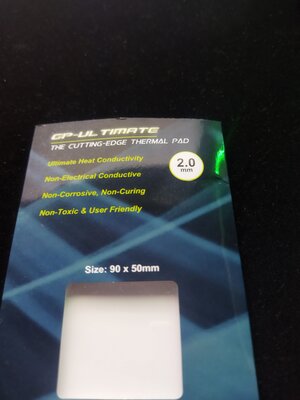 GP-ULTIMATE
THE CUTTING-EDGE THERMAL PAD
Ultimate Heat Conductivity
2.0
mm
Non-Electrical Conductive
Non-Corrosive, Non-Curing
Non-Toxic & User Friendly
Size: 90 x 50mm